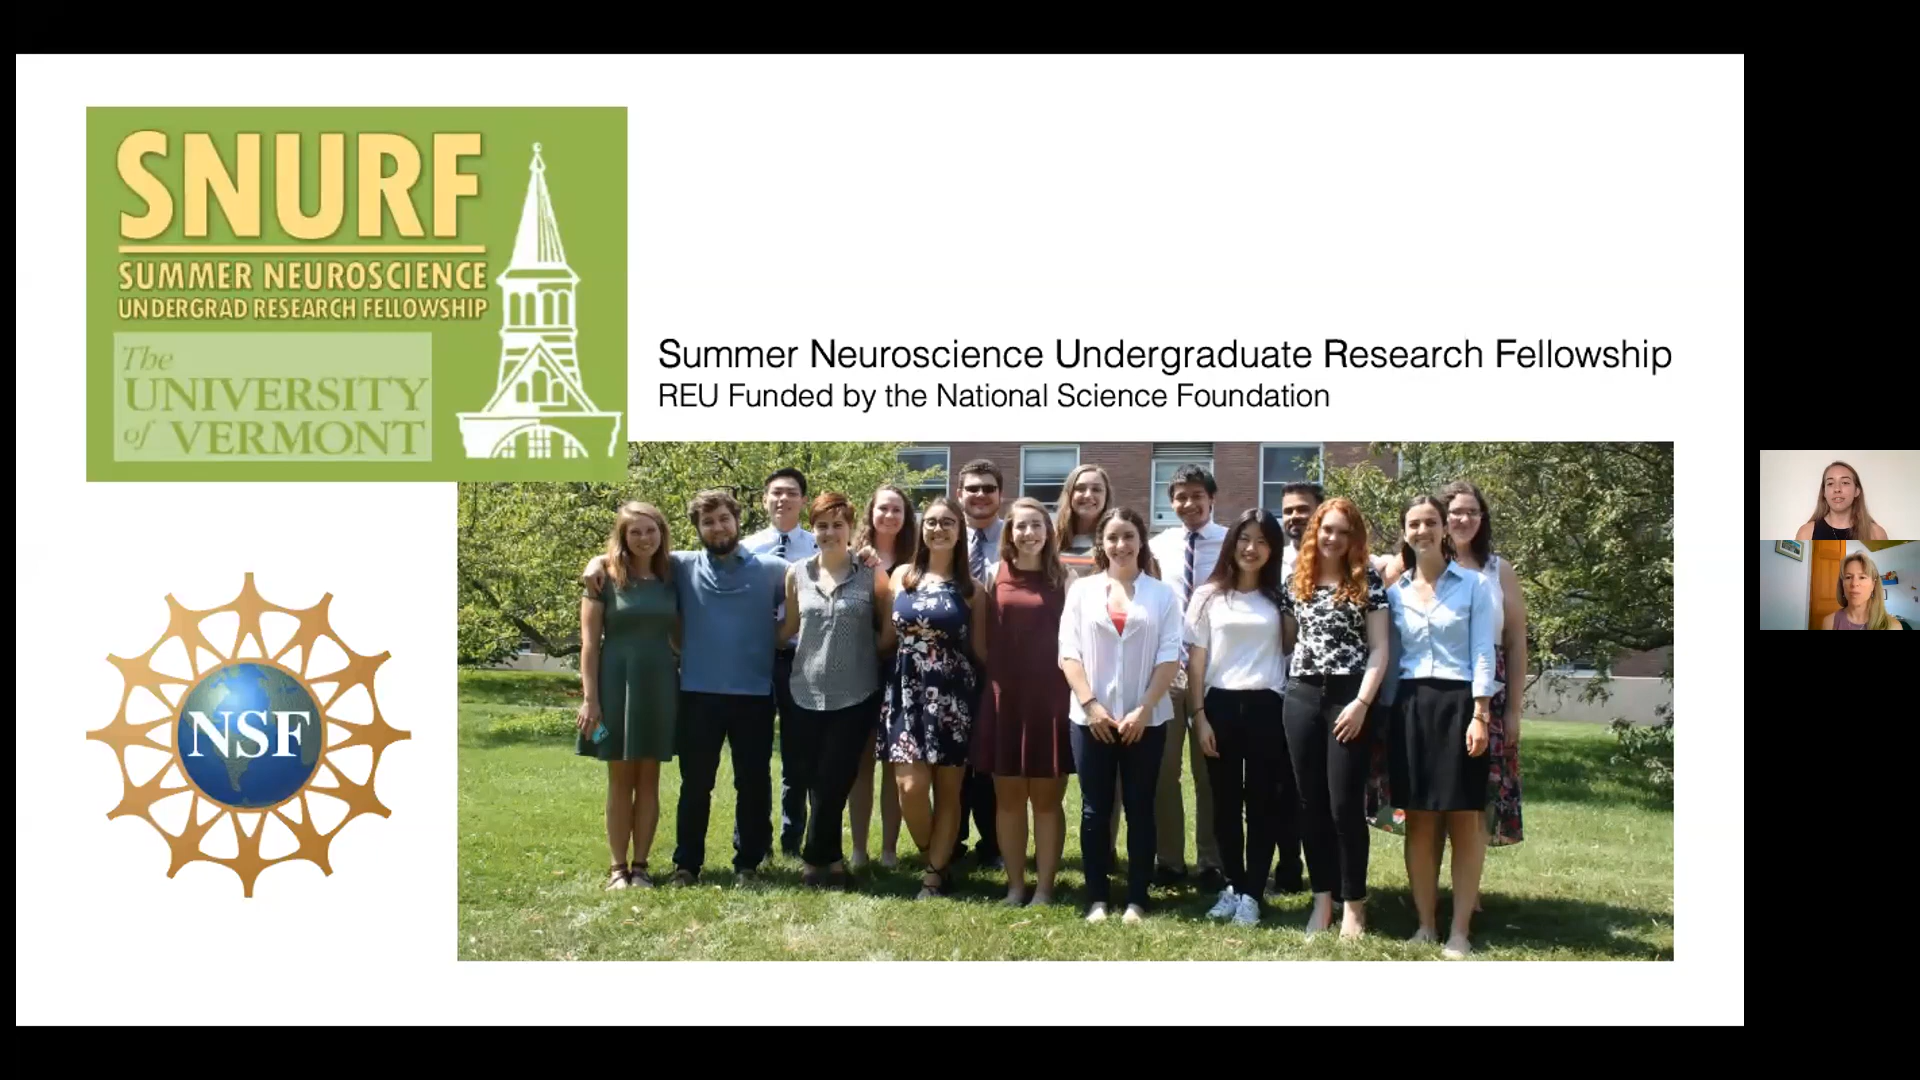 SNURF
SUMMER NEUROSCIENCE
UNDERGRAD RESEARCH FELLOWSHIP
The
UNIVERSITY
of VERMONT
Summer Neuroscience Undergraduate Research Fellowship
REU Funded by the National Science Foundation
NSF